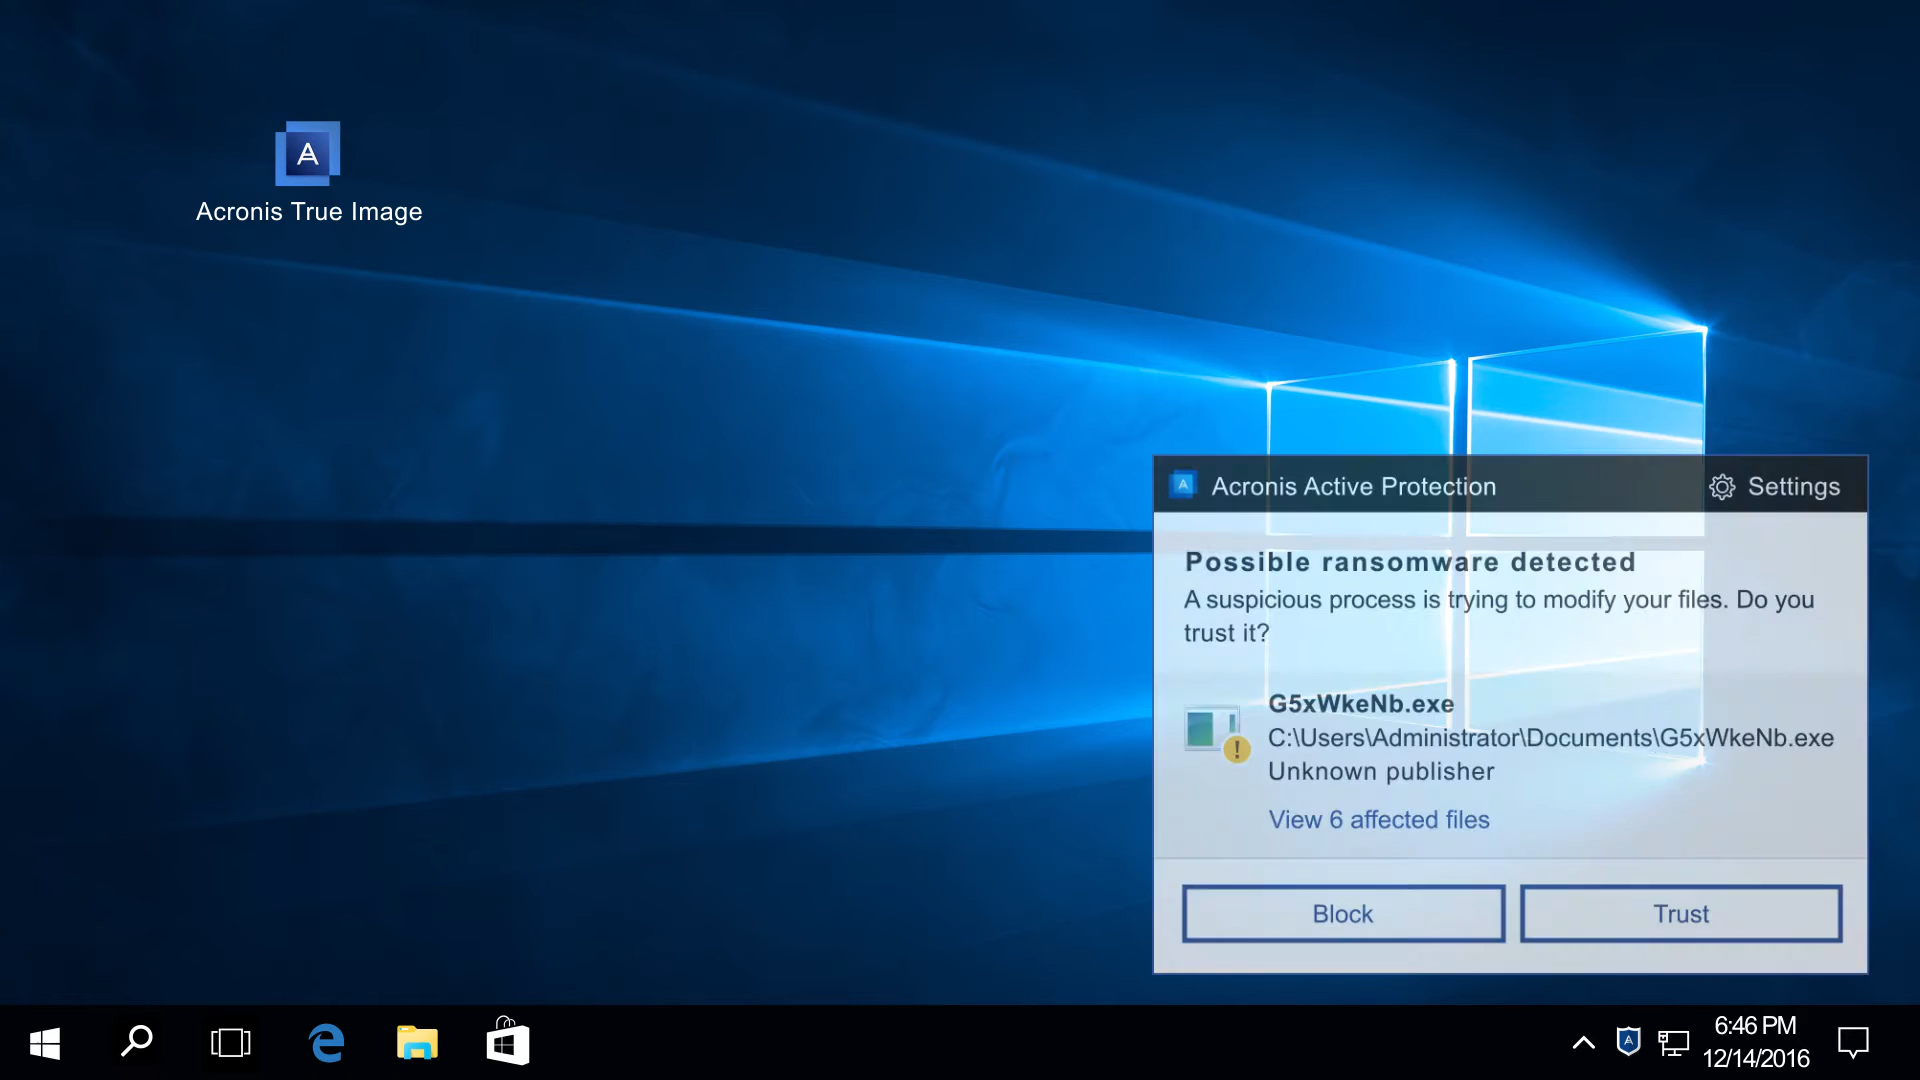 Acronis True Image
Acronis Active Protection
Settings
Possible ransomware detected
A suspicious process is trying to modify your files. Do you
trust it?
G5xWkeNb.exe
C:\Users\Administrator\Documents\G5xWkeNb.exe
Unknown publisher
View 6 affected files
Block
Trust
6:46 PM
12/14/2016